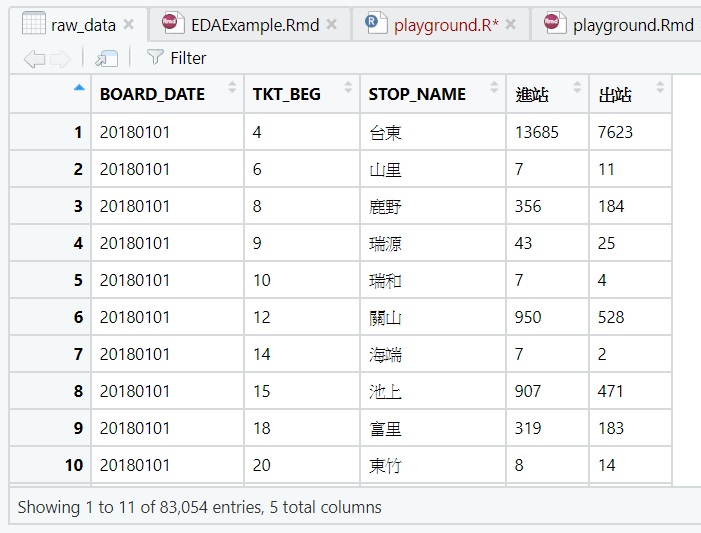 raw_data EDAExample.Rmd playground.R* playground.Rmd
Filter
BOARD_DATE TKT_BEG STOP_NAME 進站 出站
1 20180101 4 台東 13685 7623
2 20180101 6 山里 7 11
3 20180101 8 鹿野 356 184
4 20180101 9 瑞源 43 25
5 20180101 10 瑞和 7 4
6 20180101 12 關山 950 528
7 20180101 14 海端 7 2
8 20180101 15 池上 907 471
9 20180101 18 富里 319 183
10 20180101 20 東竹 8 14
Showing 1 to 11 of 83,054 entries, 5 total columns